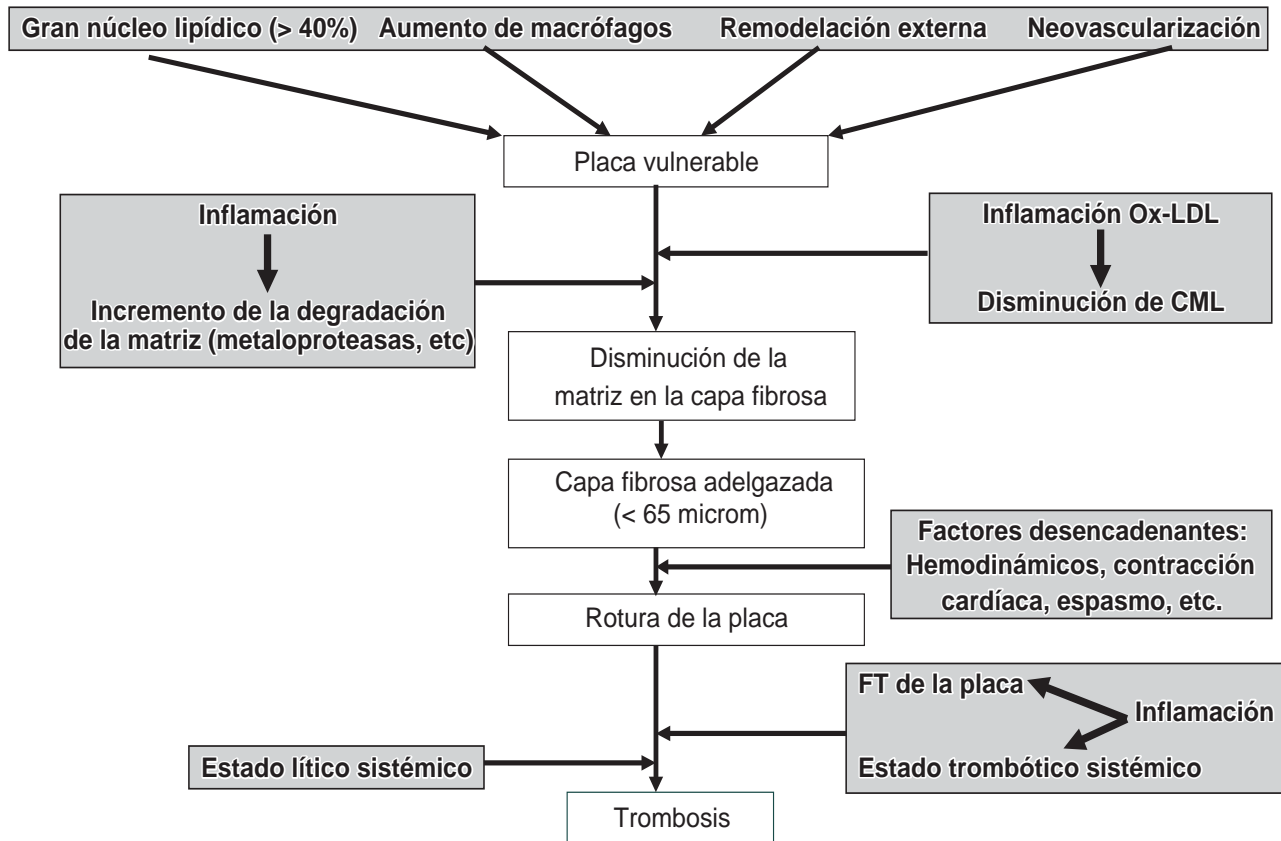 Gran núcleo lipídico (> 40%) Aumento de macrófagos Remodelación externa Neovascularización
Placa vulnerable
Inflamación
Incremento de la degradación
de la matriz (metaloproteasas, etc)
Inflamación Ox-LDL
Disminución de CML
Disminución de la
matriz en la capa fibrosa
Capa fibrosa adelgazada
(< 65 microm)
Factores desencadenantes:
Hemodinámicos, contracción
cardíaca, espasmo, etc.
Rotura de la placa
FT de la placa
Inflamación
Estado trombótico sistémico
Estado lítico sistémico
Trombosis